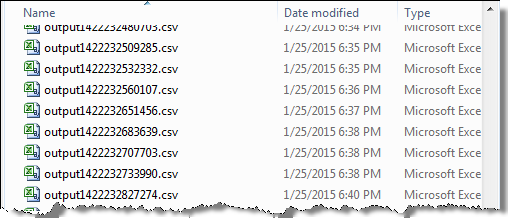 Name Date modified Type
output1422232480703.csv 1/25/2015 6:34 PM Microsoft Exce
output1422232509285.csv 1/25/2015 6:35 PM Microsoft Exce
output1422232532332.csv 1/25/2015 6:35 PM Microsoft Exce
output1422232560107.csv 1/25/2015 6:36 PM Microsoft Exce
output1422232651456.csv 1/25/2015 6:37 PM Microsoft Exce
output1422232683639.csv 1/25/2015 6:38 PM Microsoft Exce
output1422232707703.csv 1/25/2015 6:38 PM Microsoft Exce
output1422232733990.csv 1/25/2015 6:38 PM Microsoft Exce
output1422232827274.csv 1/25/2015 6:40 PM Microsoft Exce